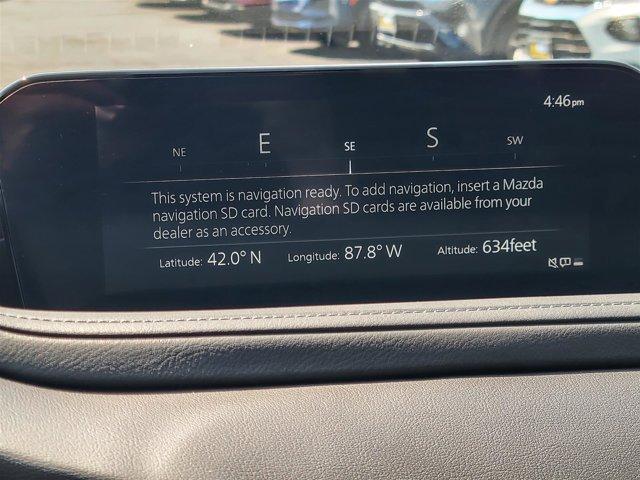 4:46pm
NE E SE S SW
This system is navigation ready. To add navigation, insert a Mazda
navigation SD card. Navigation SD cards are available from your
dealer as an accessory.
Latitude: 42.0° N Longitude: 87.8° W Altitude: 634feet